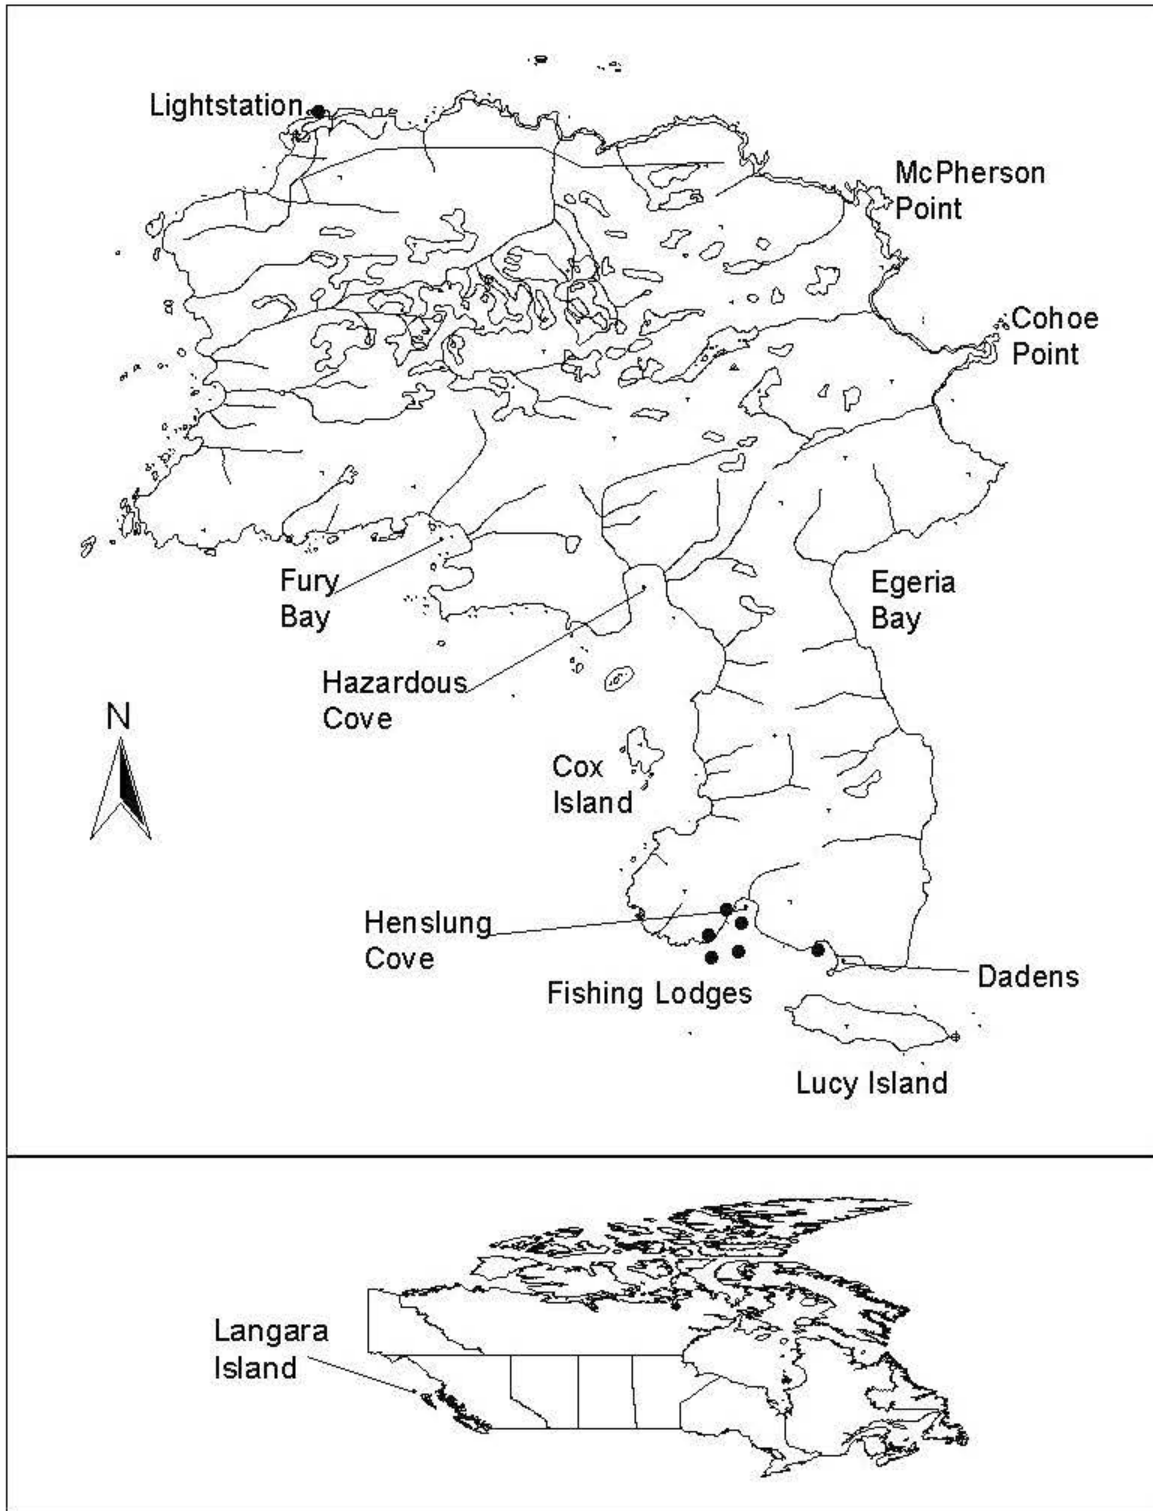 Lightstation
McPherson
Point
Cohoe
Point
Fury
Bay
Egeria
Bay
Hazardous
Cove
N
Cox
Island
Henslung
Cove
Dadens
Fishing Lodges
Lucy Island
Langara
Island